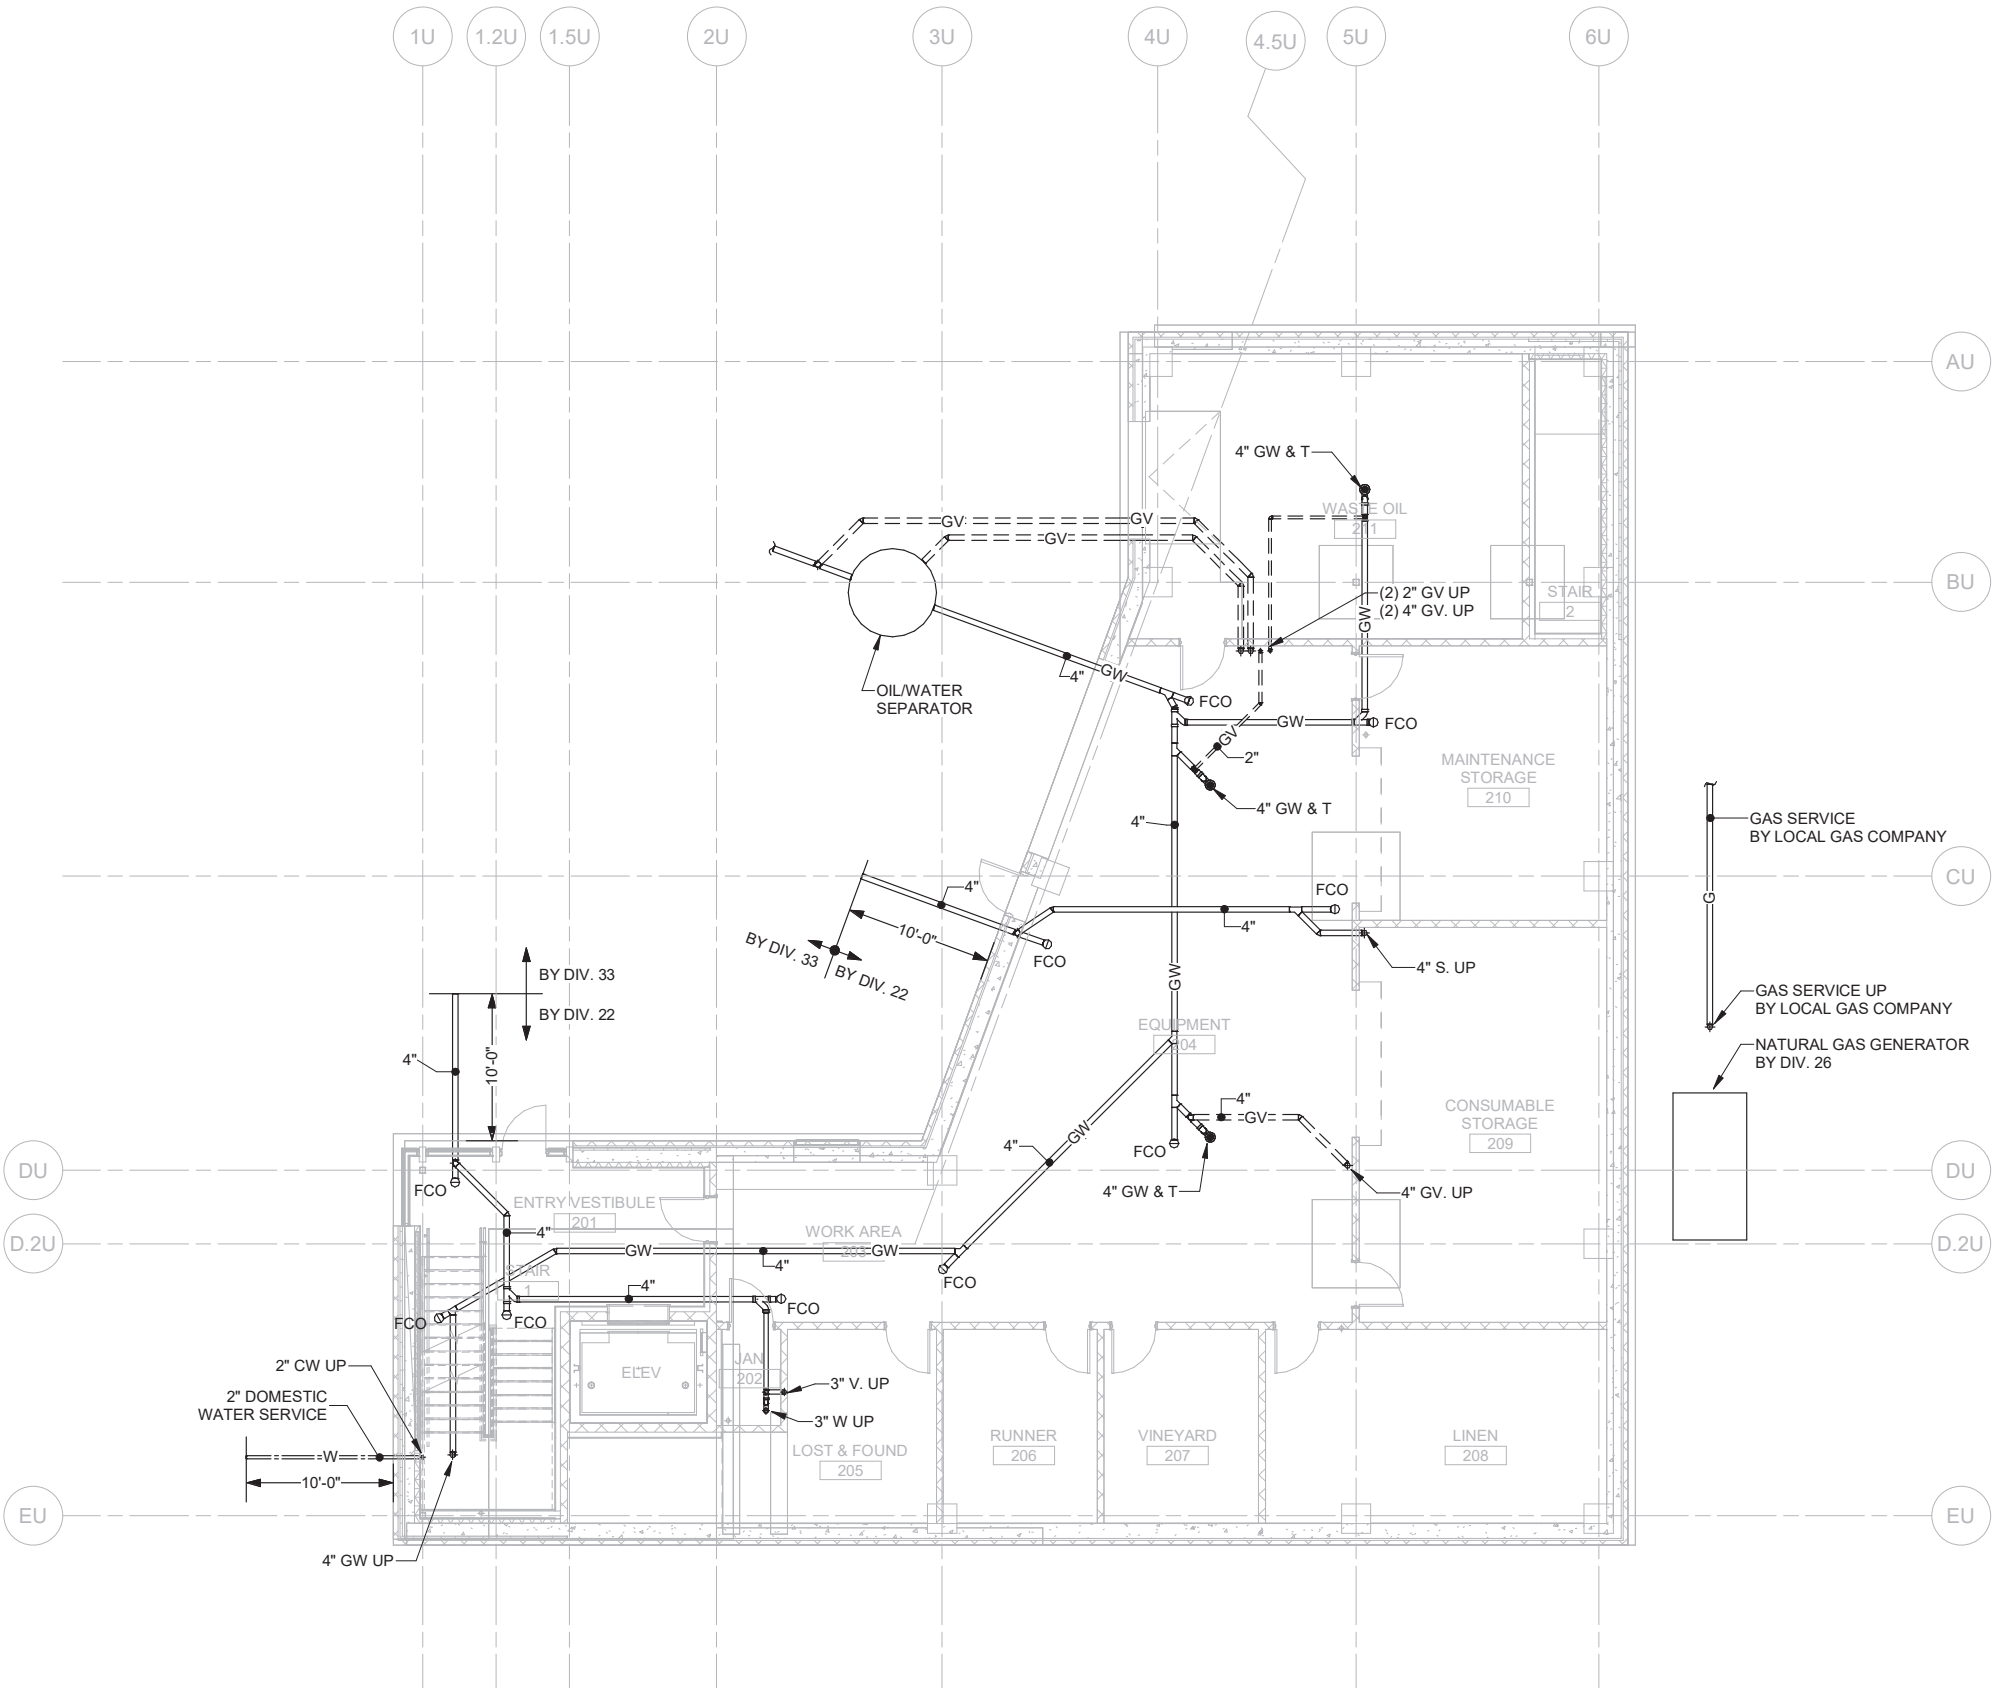 1U
1.2U
1.5U
2U
3U
4U
4.5U
5U
6U
AU
4" GW & T
WASTE OIL
211
GV
GV
GV
BU
(2) 2" GV UP
(2) 4" GV. UP
STAIR
2
GW
4"
GW
OIL/WATER
SEPARATOR
FCO
GW
FCO
GV
2"
MAINTENANCE
STORAGE
210
4" GW & T
4"
GAS SERVICE
BY LOCAL GAS COMPANY
CU
G
4"
FCO
4"
10'-0"
BY DIV. 33
BY DIV. 22
FCO
4" S. UP
GW
BY DIV. 33
BY DIV. 22
4"
10'-0"
GAS SERVICE UP
BY LOCAL GAS COMPANY
EQUIPMENT
204
NATURAL GAS GENERATOR
BY DIV. 26
4"
GV
CONSUMABLE
STORAGE
209
GW
4"
FCO
DU
DU
FCO
4" GW & T
4" GV. UP
ENTRY VESTIBULE
201
4"
WORK AREA
203
D.2U
D.2U
GW
4"
GW
STAIR
1
4"
FCO
FCO
FCO
FCO
2" CW UP
ELEV
JAN
202
3" V. UP
2" DOMESTIC
WATER SERVICE
3" W UP
W
10'-0"
LOST & FOUND
205
RUNNER
206
VINEYARD
207
LINEN
208
EU
EU
4" GW UP